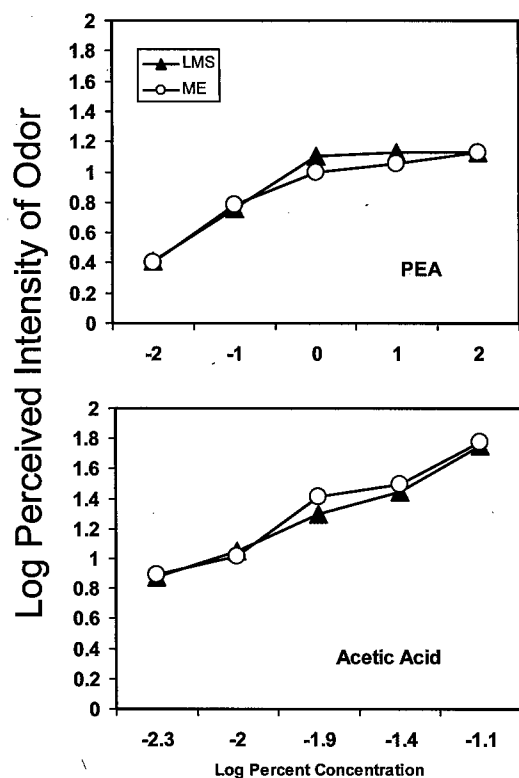 Log Perceived Intensity of Odor
2
1.8
1.6
1.4
1.2
1
0.8
0.6
0.4
0.2
0
LMS
ME
PEA
-2 -1 0 1 2
2
1.8
1.6
1.4
1.2
1
0.8
0.6
0.4
0.2
0
Acetic Acid
-2.3 -2 -1.9 -1.4 -1.1
Log Percent Concentration